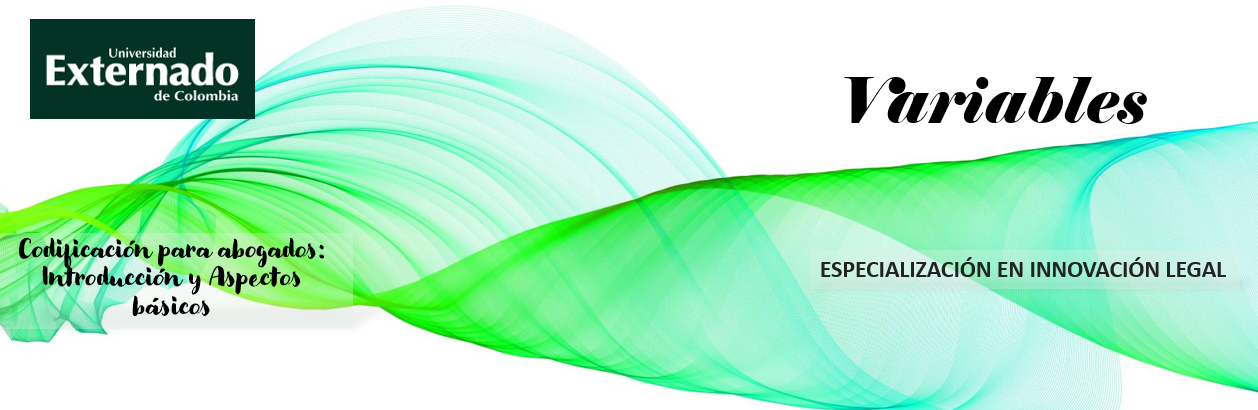 Universidad
Externado
de Colombia
Variables
Codificación para abogados:
Introducción y Aspectos
básicos
ESPECIALIZACIÓN EN INNOVACIÓN LEGAL